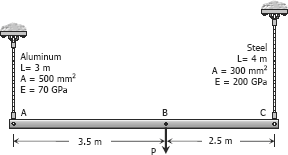 Aluminum
L= 3 m
A = 500 mm²
E = 70 GPa
Steel
L= 4 m
A = 300 mm²
E = 200 GPa
A
B
C
3.5 m
2.5 m
P